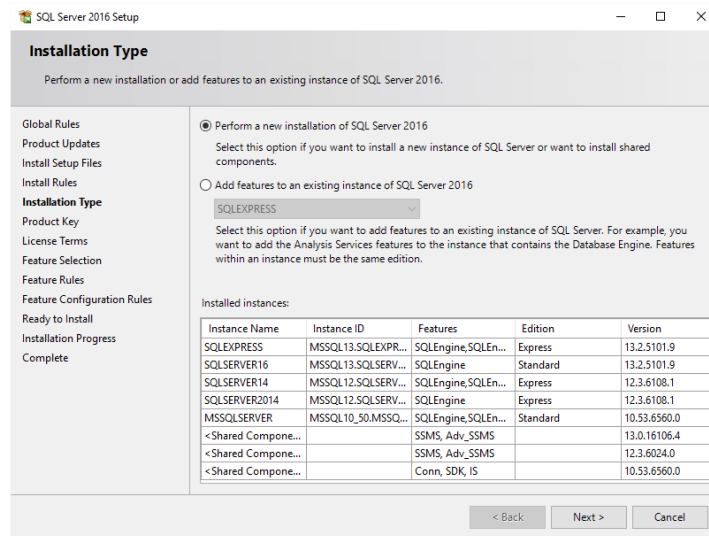 SQL Server 2016 Setup
Installation Type
Perform a new installation or add features to an existing instance of SQL Server 2016.
Global Rules
Product Updates
Install Setup Files
Install Rules
Installation Type
Product Key
License Terms
Feature Selection
Feature Rules
Feature Configuration Rules
Ready to Install
Installation Progress
Complete
Perform a new installation of SQL Server 2016
Select this option if you want to install a new instance of SQL Server or want to install shared
components.
Add features to an existing instance of SQL Server 2016
SQLEXPRESS
Select this option if you want to add features to an existing instance of SQL Server. For example, you
want to add the Analysis Services features to the instance that contains the Database Engine. Features
within an instance must be the same edition.
Installed instances:
Instance Name Instance ID Features Edition Version
SQLEXPRESS MSSQL13.SQLEXPR... SQLEngine,SQLEn... Express 13.2.5101.9
SQLSERVER16 MSSQL13.SQLSERV... SQLEngine Standard 13.2.5101.9
SQLSERVER14 MSSQL12.SQLSERV... SQLEngine,SQLEn... Express 12.3.6108.1
SQLSERVER2014 MSSQL12.SQLSERV... SQLEngine Express 12.3.6108.1
MSSQLSERVER MSSQL10_50.MSSQ... SQLEngine,SQLEn... Standard 10.53.6560.0
<Shared Compone... SSMS, Adv_SSMS 13.0.16106.4
<Shared Compone... SSMS, Adv_SSMS 12.3.6024.0
<Shared Compone... Conn, SDK, IS 10.53.6560.0
< Back Next > Cancel